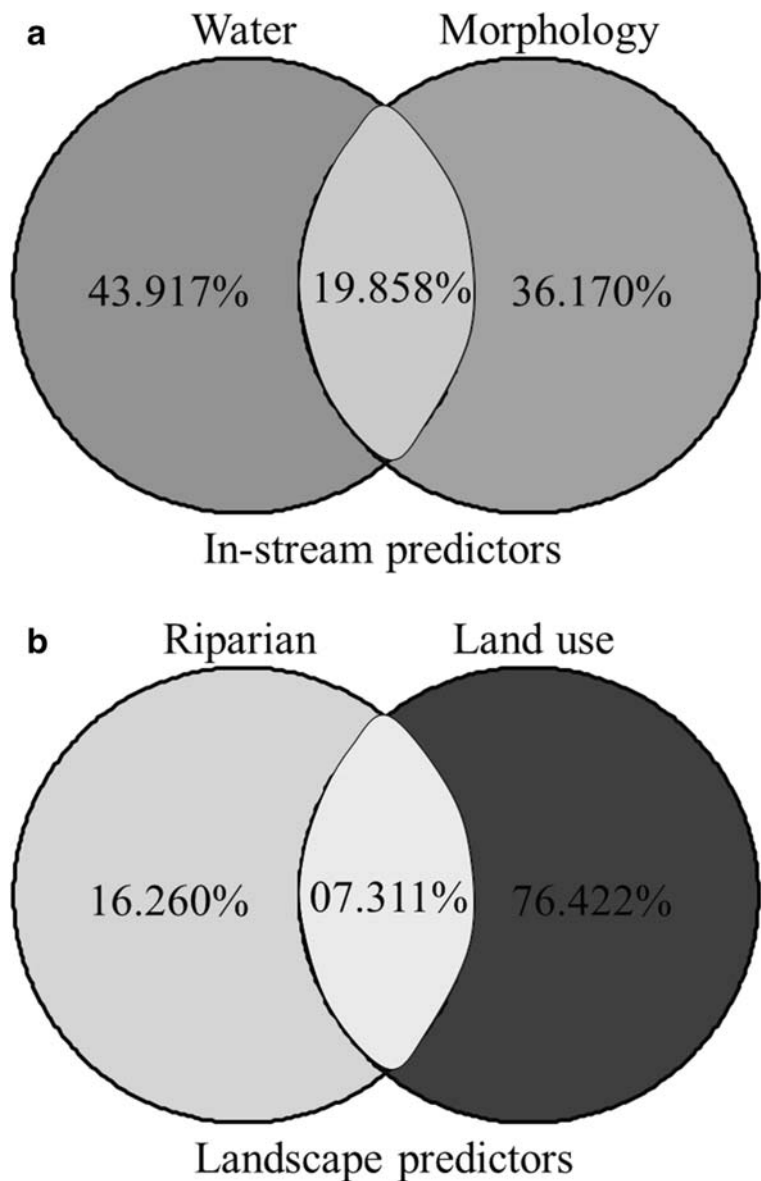 a
Water Morphology
43.917% 19.858% 36.170%
In-stream predictors
b
Riparian Land use
16.260% 07.311% 76.422%
Landscape predictors